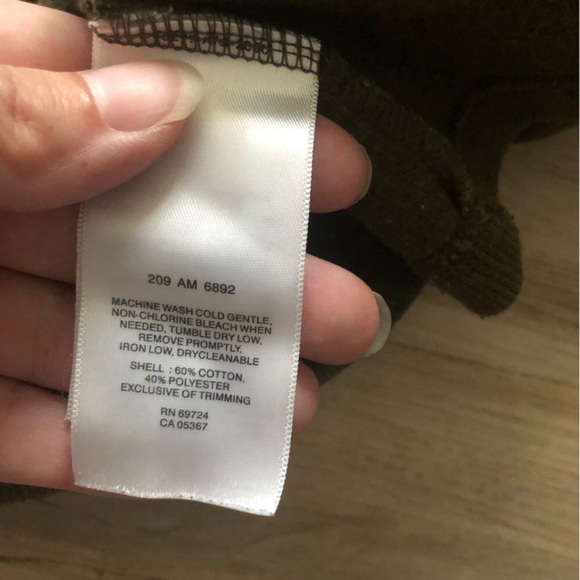 209 AM 6892
MACHINE WASH COLD GENTLE,
NON-CHLORINE BLEACH WHEN
NEEDED, TUMBLE DRY LOW,
REMOVE PROMPTLY,
IRON LOW, DRYCLEANABLE
SHELL : 60% COTTON,
40% POLYESTER
EXCLUSIVE OF TRIMMING
RN 69724
CA 05367